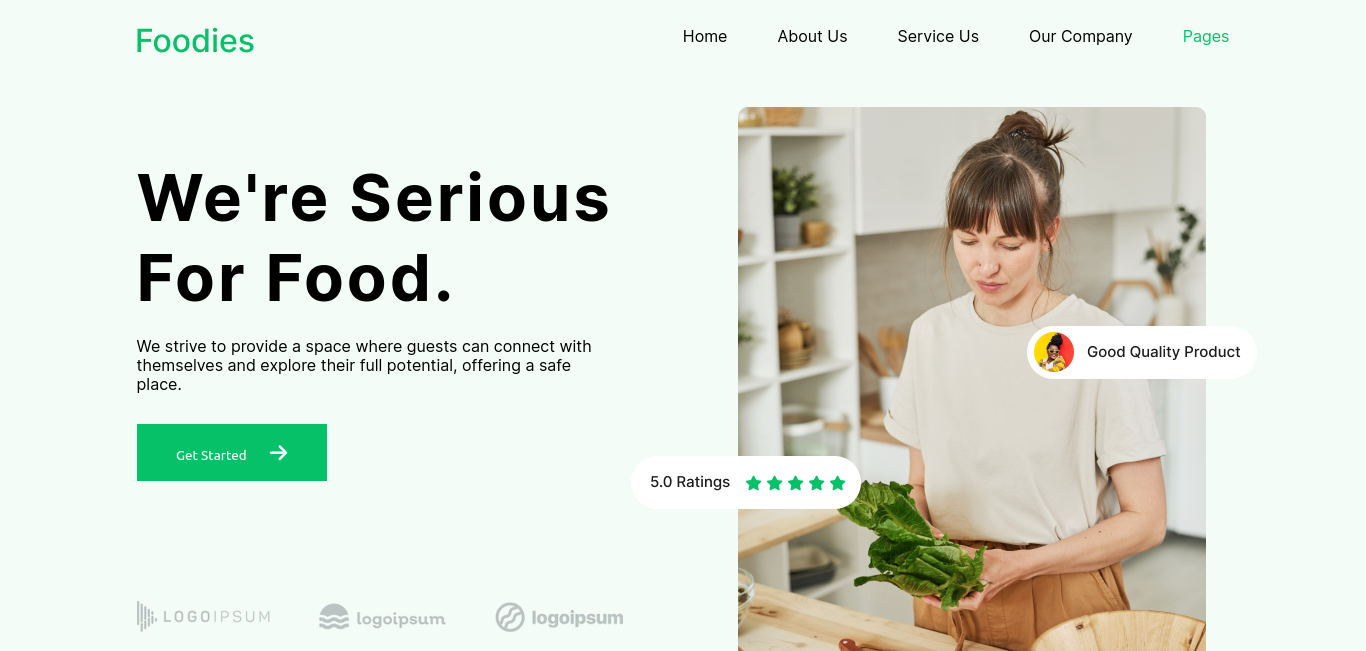 Foodies
Home
About Us
Service Us
Our Company
Pages
We're Serious
For Food.
We strive to provide a space where guests can connect with
themselves and explore their full potential, offering a safe
place.
Get Started
Good Quality Product
5.0 Ratings
LOGOIPSUM
logoipsum
logoipsum